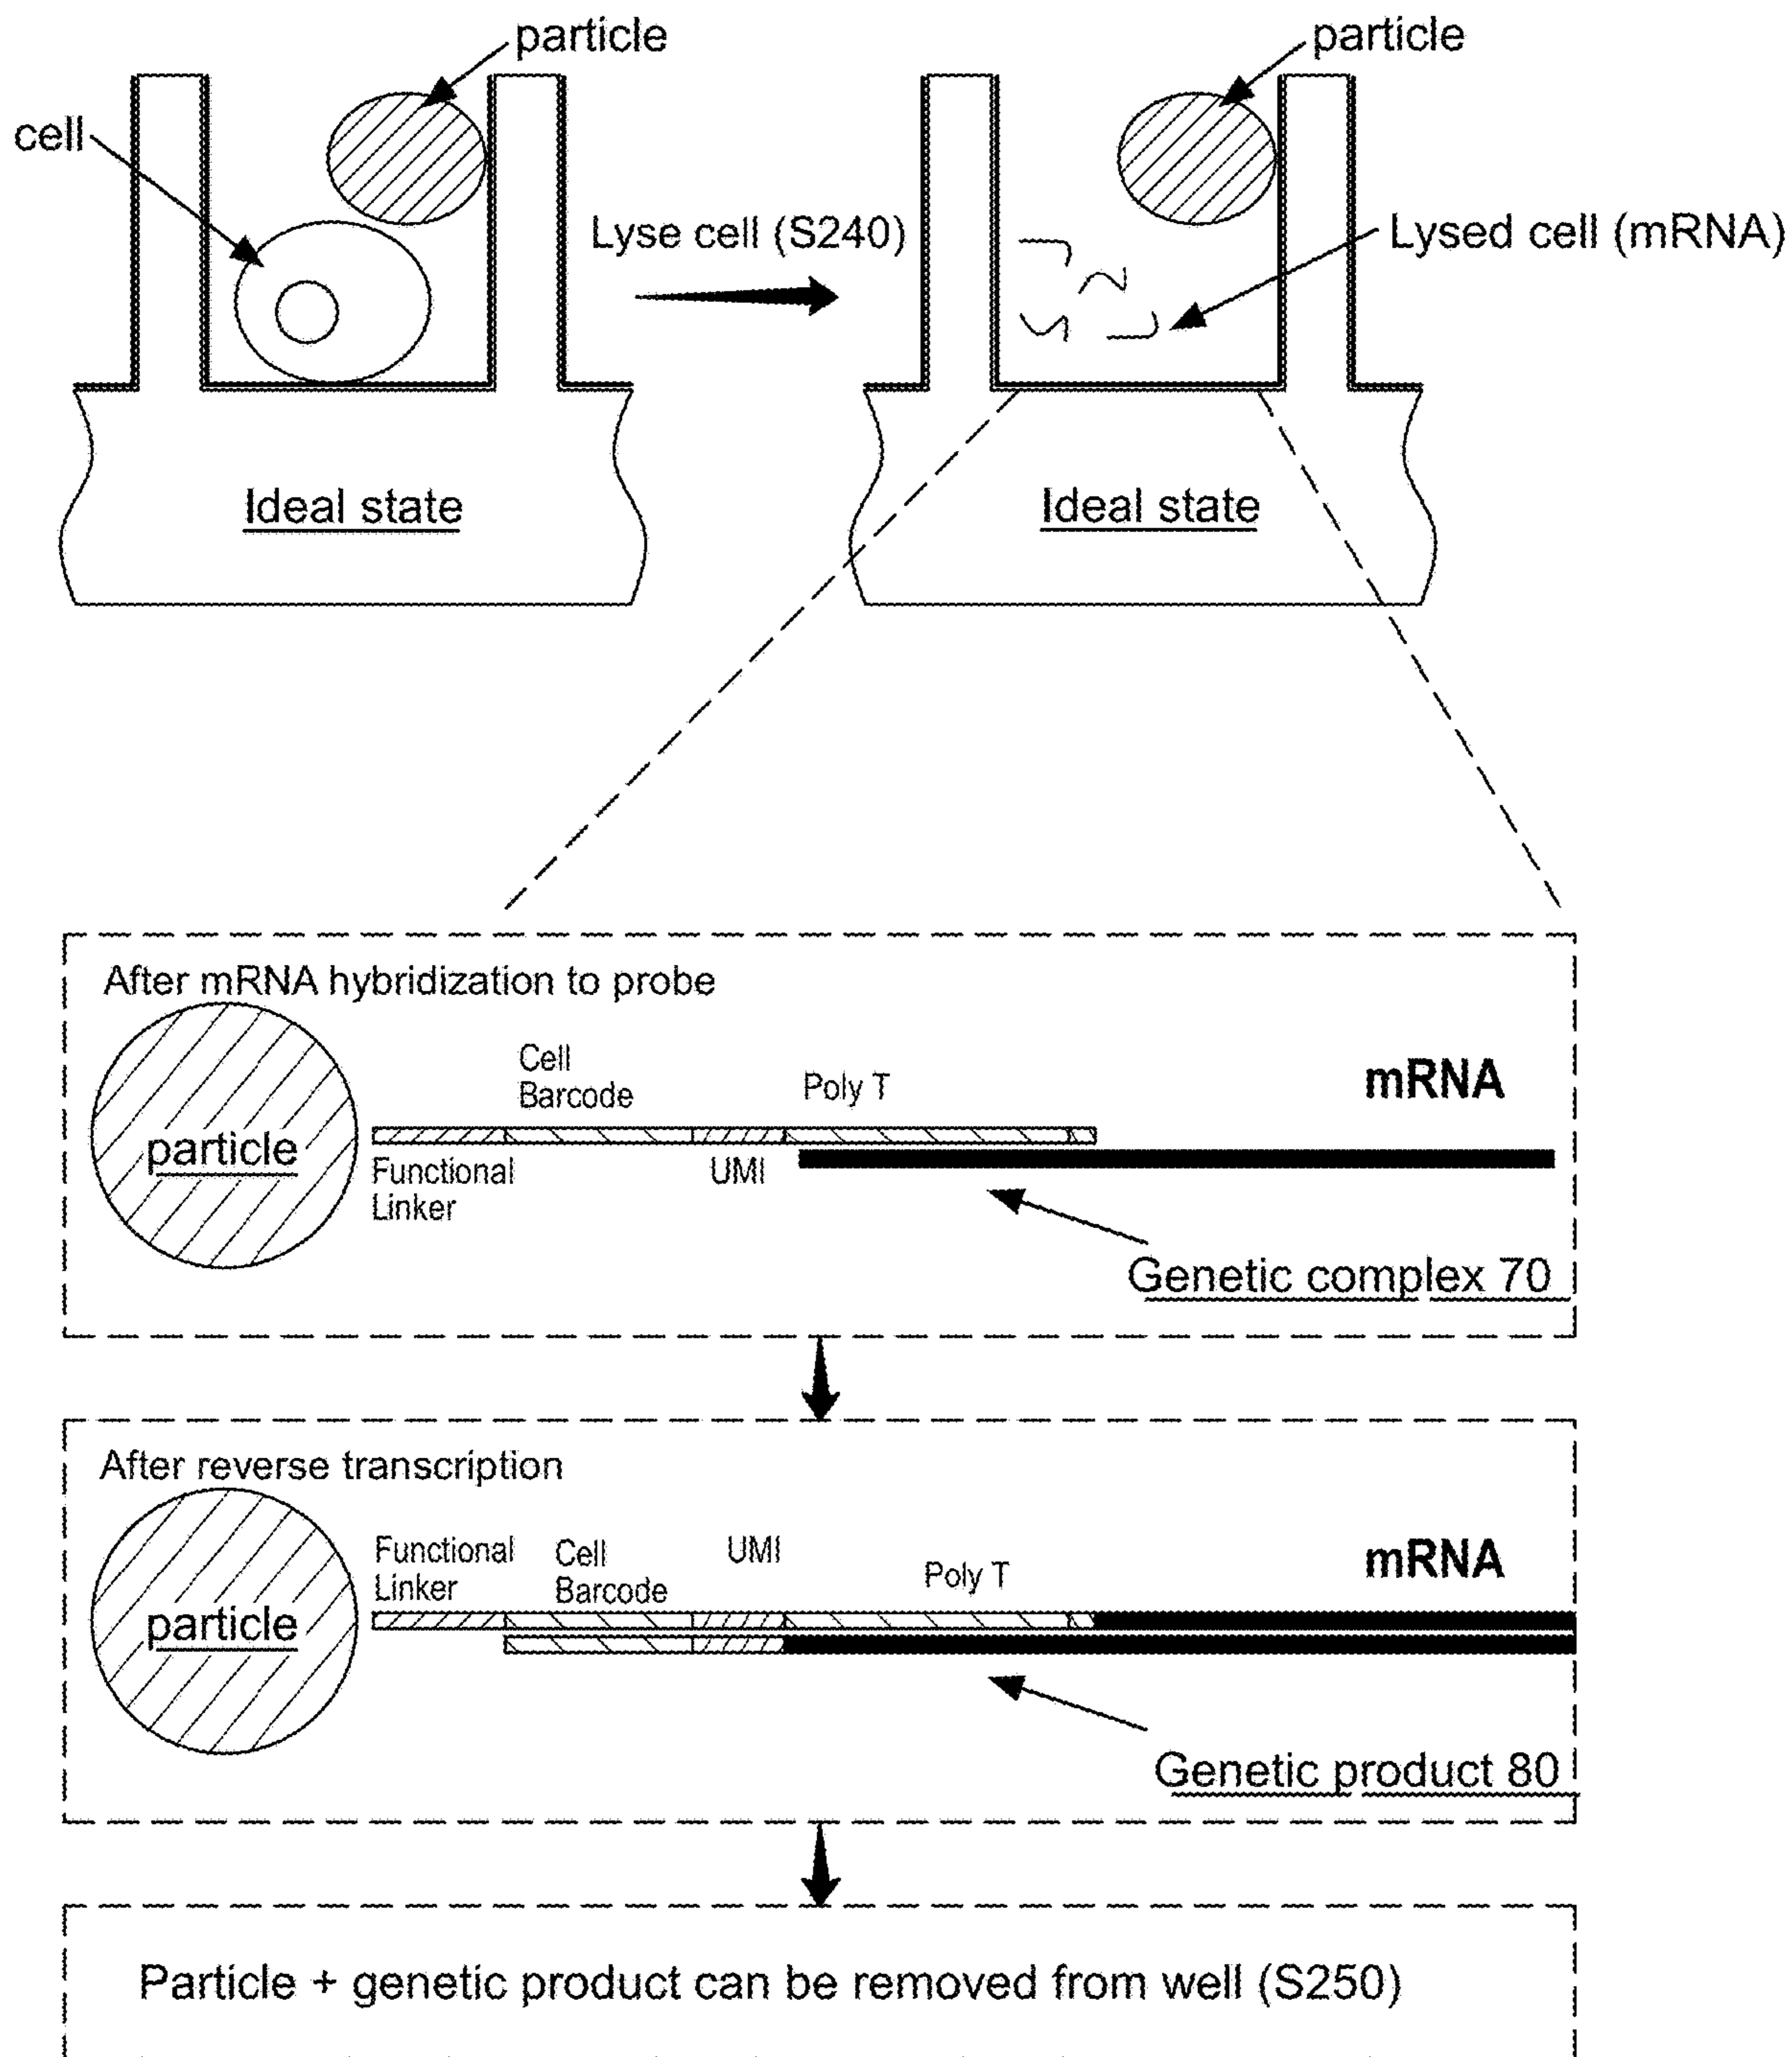 particle
particle
cell
Lyse cell (S240)
Lysed cell (mRNA)
Ideal state
Ideal state
After mRNA hybridization to probe
Cell
Barcode
Poly T
mRNA
particle
Functional
Linker
UMI
Genetic complex 70
After reverse transcription
Functional
Linker
Cell
Barcode
UMI
Poly T
mRNA
particle
Genetic product 80
Particle + genetic product can be removed from well (S250)